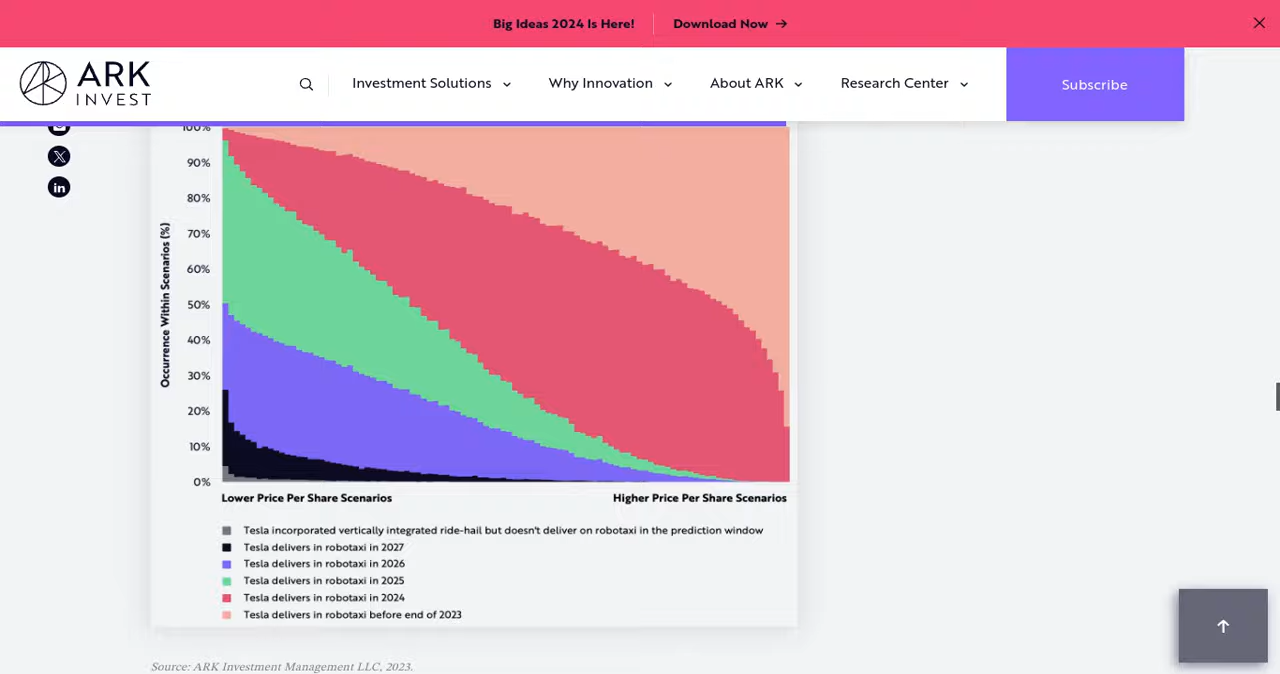 Big Ideas 2024 Is Here! Download Now →
ARK INVEST
Investment Solutions Why Innovation About ARK Research Center Subscribe
100%
90%
80%
70%
60%
50%
40%
30%
20%
10%
0%
Occurrence Within Scenarios (%)
Lower Price Per Share Scenarios Higher Price Per Share Scenarios
Tesla incorporated vertically integrated ride-hail but doesn't deliver on robotaxi in the prediction window
Tesla delivers in robotaxi in 2027
Tesla delivers in robotaxi in 2026
Tesla delivers in robotaxi in 2025
Tesla delivers in robotaxi in 2024
Tesla delivers in robotaxi before end of 2023
Source: ARK Investment Management LLC, 2023.